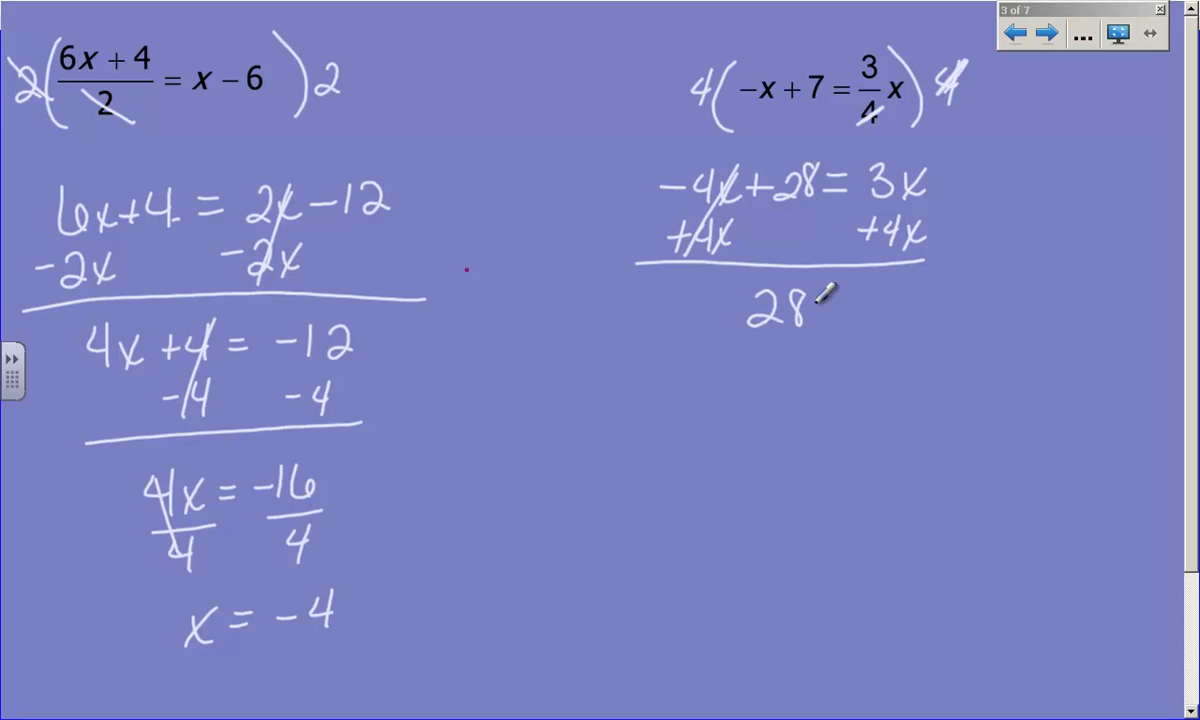 3 of 7
2( (6x + 4)/2 = x − 6 )2
6x+4 = 2x −12
−2x −2x
4x +4 = −12
−4 −4
4x = −16
4 4
x = −4
4( −x + 7 = 3/4 x )4
−4x +28 = 3x
+4x +4x
28